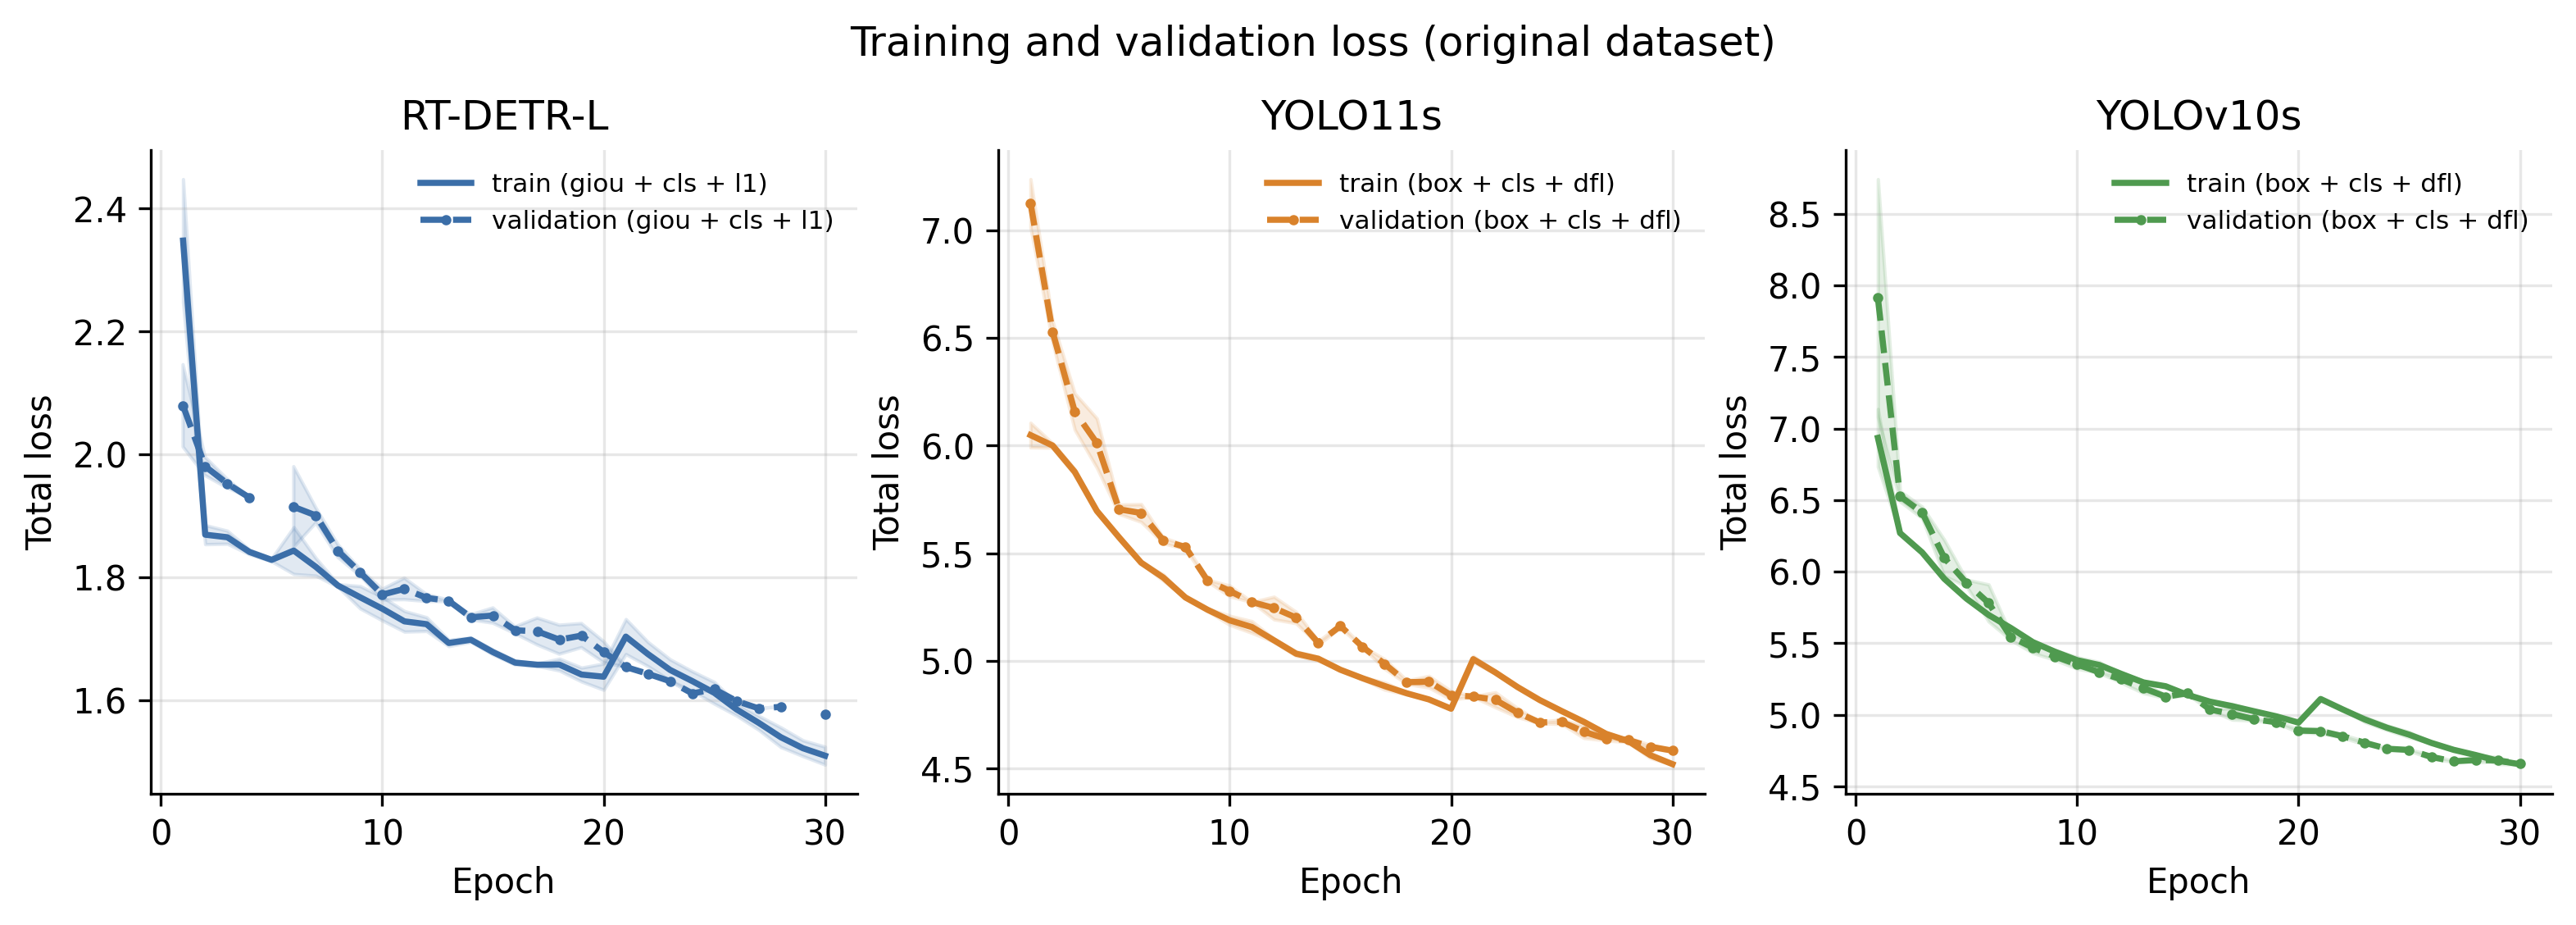 Training and validation loss (original dataset)
RT-DETR-L
train (giou + cls + l1)
validation (giou + cls + l1)
Total loss
2.4
2.2
2.0
1.8
1.6
0 10 20 30
Epoch
YOLO11s
train (box + cls + dfl)
validation (box + cls + dfl)
Total loss
7.0
6.5
6.0
5.5
5.0
4.5
0 10 20 30
Epoch
YOLOv10s
train (box + cls + dfl)
validation (box + cls + dfl)
Total loss
8.5
8.0
7.5
7.0
6.5
6.0
5.5
5.0
4.5
0 10 20 30
Epoch